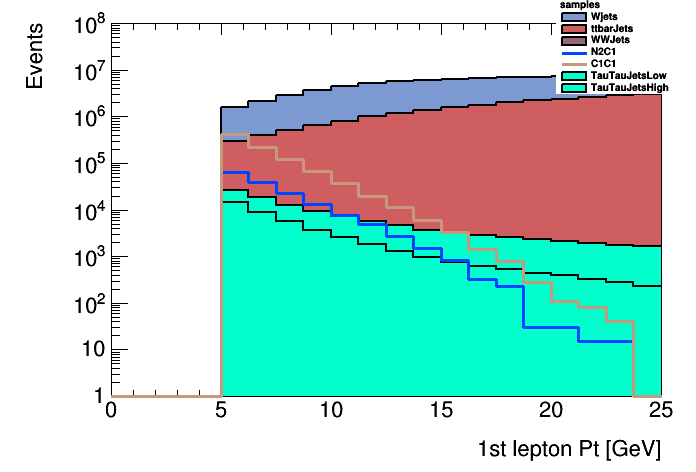 samples
Wjets
ttbarJets
WWJets
N2C1
C1C1
TauTauJetsLow
TauTauJetsHigh
Events
10^8
10^7
10^6
10^5
10^4
10^3
10^2
10
1
0 5 10 15 20 25
1st lepton Pt [GeV]